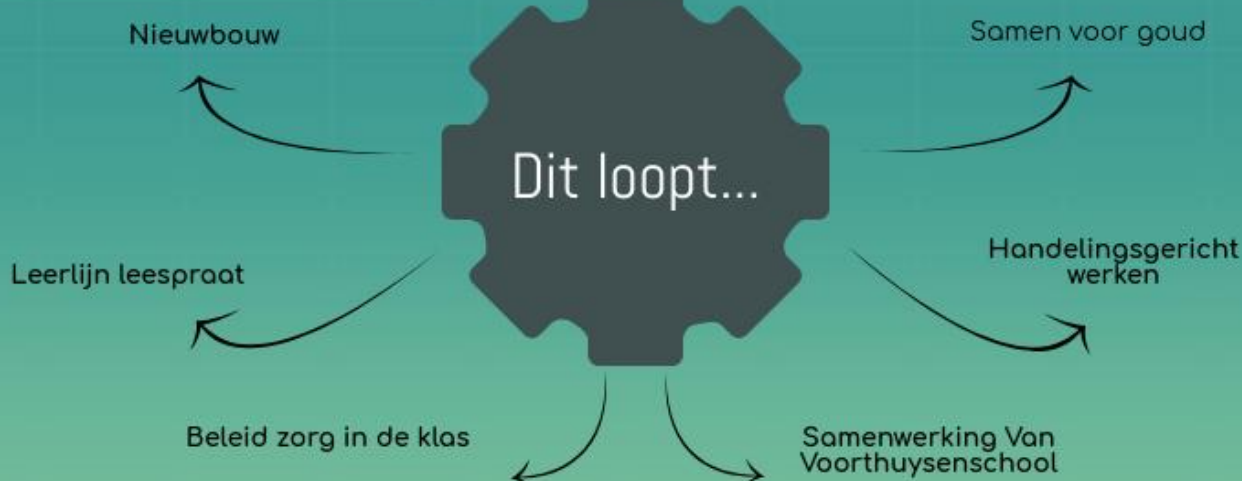 Nieuwbouw
Samen voor goud
Dit loopt...
Leerlijn leespraat
Handelingsgericht
werken
Beleid zorg in de klas
Samenwerking Van
Voorthuysenschool